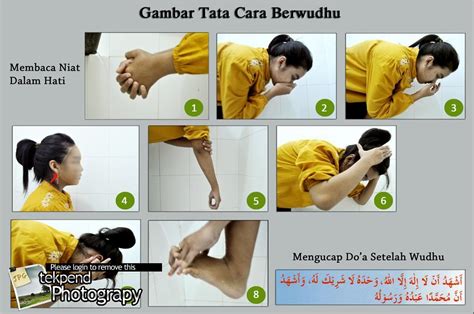 Gambar Tata Cara Berwudhu
Membaca Niat
Dalam Hati
1
2
3
4
5
6
8
JPG
Please login to remove this
tekpend
Photograpy
Mengucap Do'a Setelah Wudhu
أَشْهَدُ أَنْ لَا إِلَهَ إِلَّا اللهُ، وَحْدَهُ لَا شَرِيْكَ لَهُ، وَأَشْهَدُ
أَنَّ مُحَمَّدًا عَبْدُهُ وَرَسُوْلُهُ